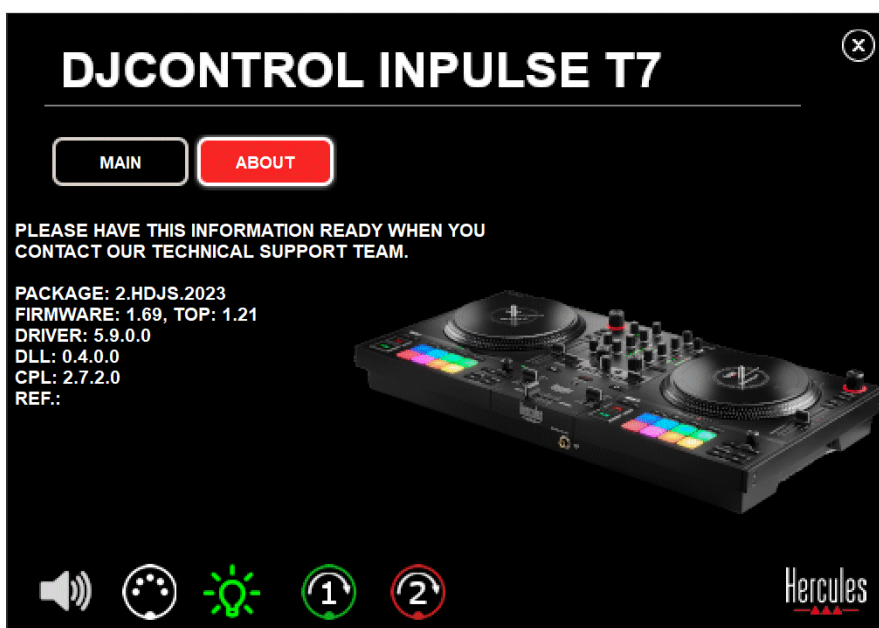 DJCONTROL INPULSE T7
MAIN
ABOUT
PLEASE HAVE THIS INFORMATION READY WHEN YOU
CONTACT OUR TECHNICAL SUPPORT TEAM.
PACKAGE: 2.HDJS.2023
FIRMWARE: 1.69, TOP: 1.21
DRIVER: 5.9.0.0
DLL: 0.4.0.0
CPL: 2.7.2.0
REF.:
1
2
Hercules